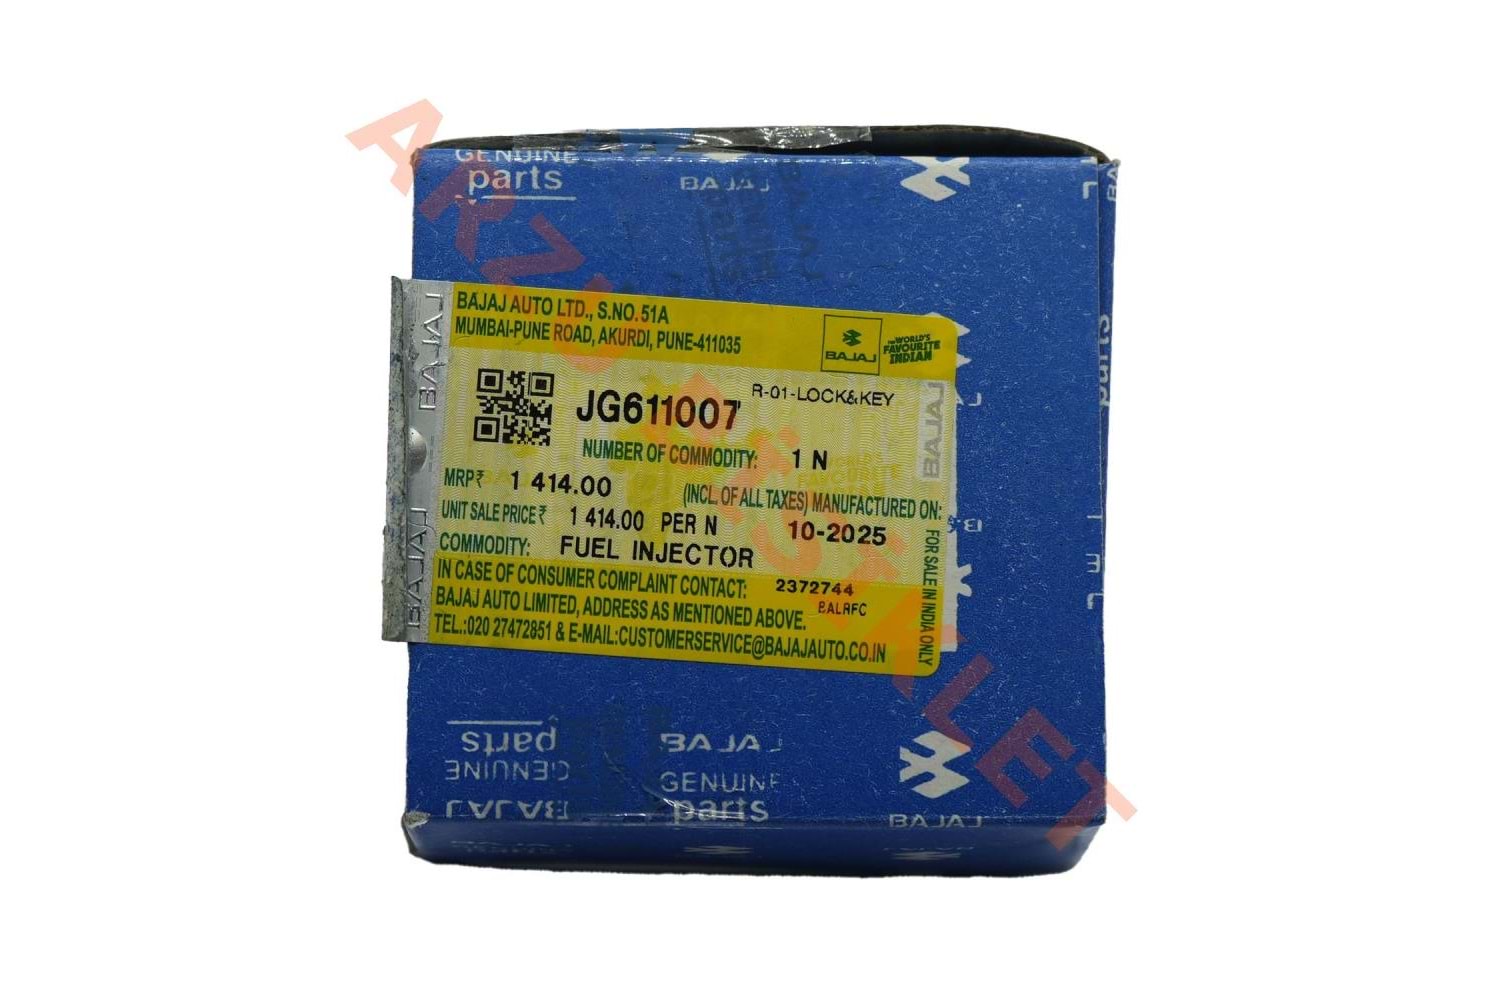 GENUINE
parts
BAJAJ
BAJAJ AUTO LTD., S.NO. 51A
MUMBAI-PUNE ROAD, AKURDI, PUNE-411035
BAJAJ
THE WORLD'S
FAVOURITE
INDIAN
R-01-LOCK&KEY
JG611007
NUMBER OF COMMODITY: 1 N
MRP₹ 1 414.00 (INCL. OF ALL TAXES) MANUFACTURED ON:
UNIT SALE PRICE₹ 1 414.00 PER N 10-2025
COMMODITY: FUEL INJECTOR
IN CASE OF CONSUMER COMPLAINT CONTACT: 2372744
BAJAJ AUTO LIMITED, ADDRESS AS MENTIONED ABOVE. BALRFC
TEL.:020 27472851 & E-MAIL:CUSTOMERSERVICE@BAJAJAUTO.CO.IN
FOR SALE IN INDIA ONLY
BAJAJ
BAJAJ
BAJAJ
parts
GENUINE
BAJAJ
BAJAJ
GENUINE
parts
BAJAJ